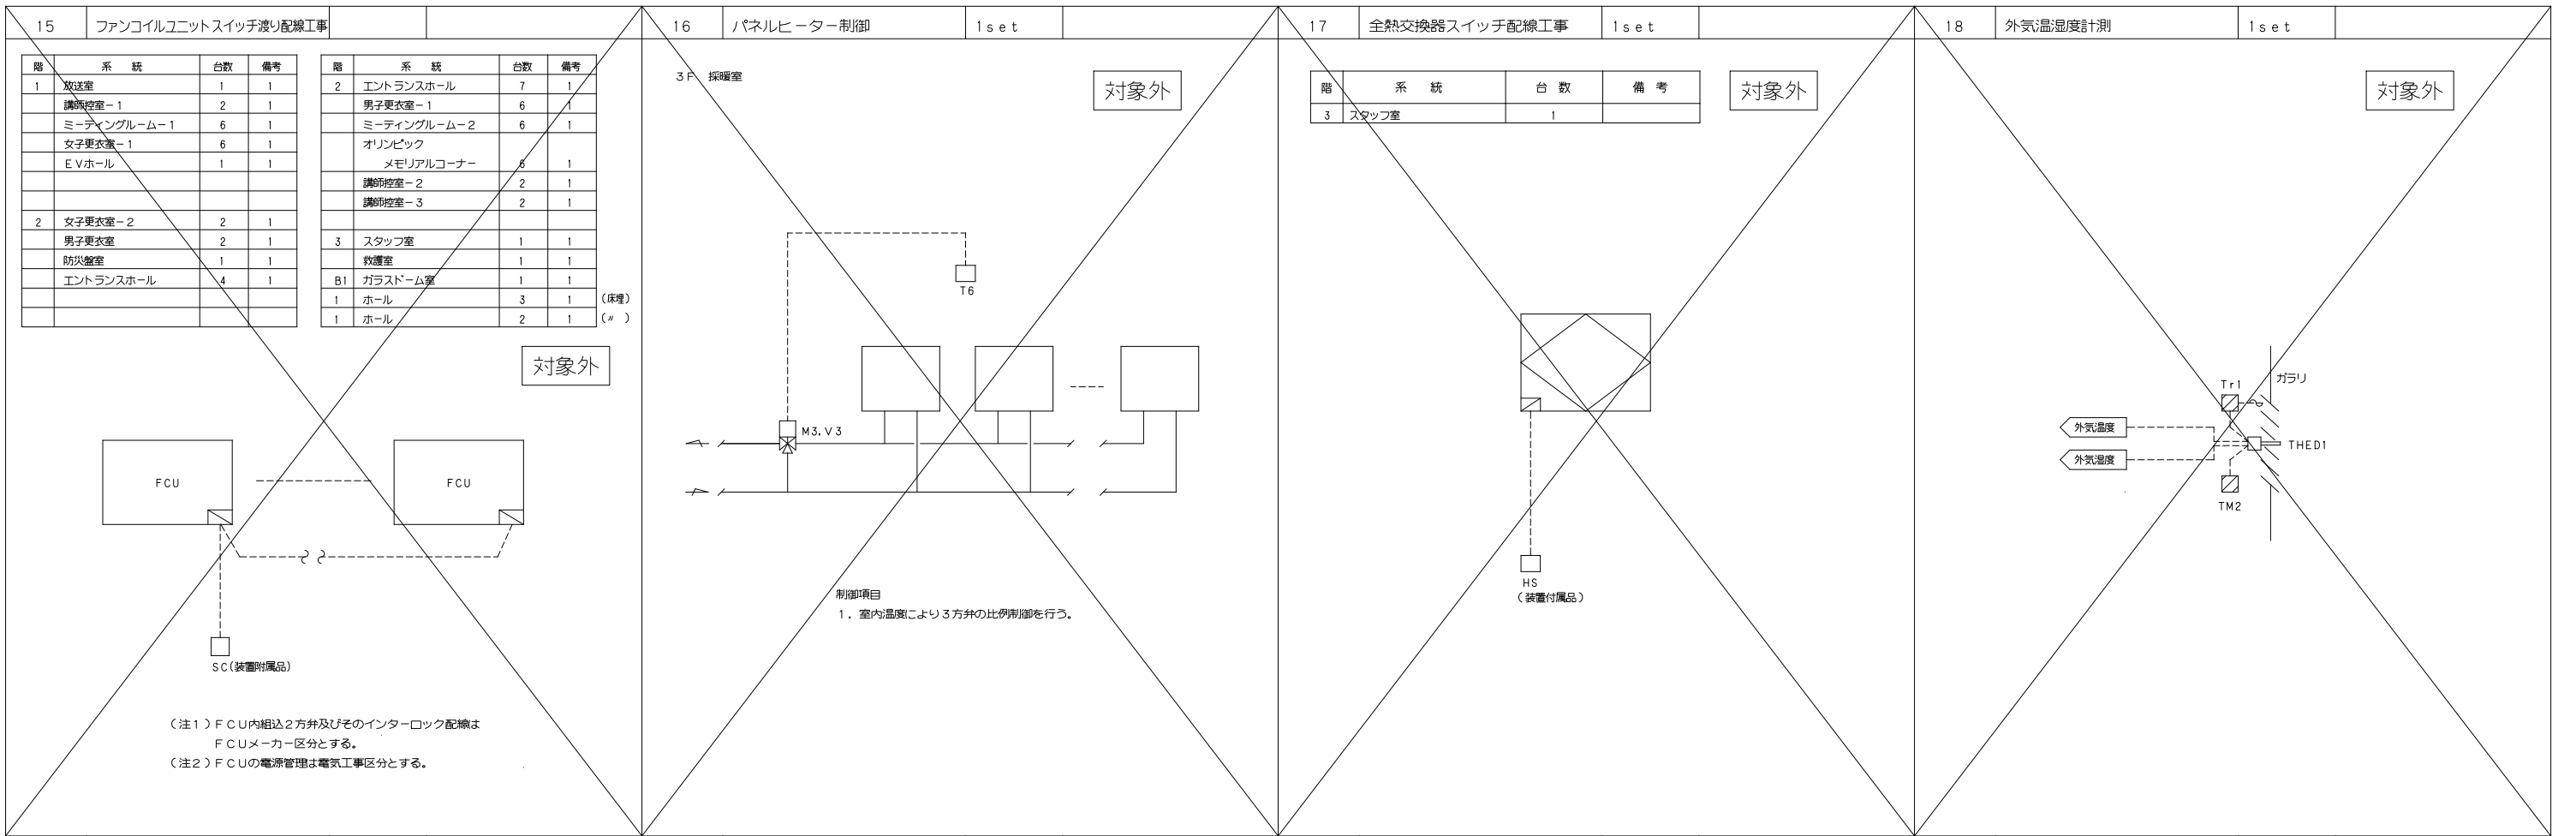 15 ファンコイルユニットスイッチ渡り配線工事
階 系 統 台数 備考
1 放送室 1 1
講師控室－1 2 1
ミーティングルーム－1 6 1
女子更衣室－1 6 1
EVホール 1 1
2 女子更衣室－2 2 1
男子更衣室 2 1
防災盤室 1 1
エントランスホール 4 1
階 系 統 台数 備考
2 エントランスホール 7 1
男子更衣室－1 6 1
ミーティングルーム－2 6 1
オリンピック
メモリアルコーナー 6 1
講師控室－2 2 1
講師控室－3 2 1
3 スタッフ室 1 1
救護室 1 1
B1 ガラスドーム室 1 1
1 ホール 3 1 (床埋)
1 ホール 2 1 (〃 )
対象外
FCU
FCU
SC(装置附属品)
(注1)FCU内組込2方弁及びそのインターロック配線は
FCUメーカー区分とする。
(注2)FCUの電源管理は電気工事区分とする。
16 パネルヒーター制御 1set
3F 採暖室
対象外
T6
M3.V3
制御項目
1. 室内温度により3方弁の比例制御を行う。
17 全熱交換器スイッチ配線工事 1set
階 系 統 台 数 備 考
3 スタッフ室 1
対象外
HS
(装置付属品)
18 外気温湿度計測 1set
対象外
Tr1
ガラリ
外気温度
THED1
外気湿度
TM2